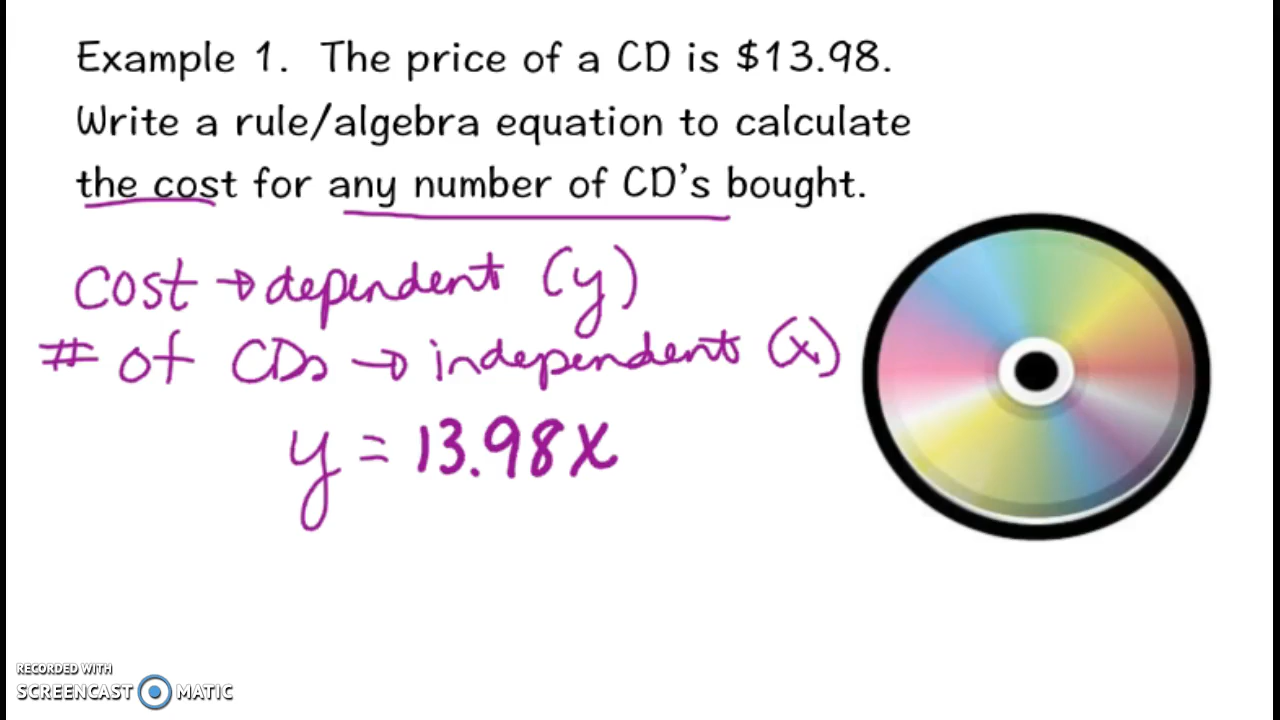 Example 1. The price of a CD is $13.98.
Write a rule/algebra equation to calculate
the cost for any number of CD's bought.
Cost → dependent (y)
# of CDs → independent (x)
y = 13.98x
RECORDED WITH
SCREENCAST MATIC